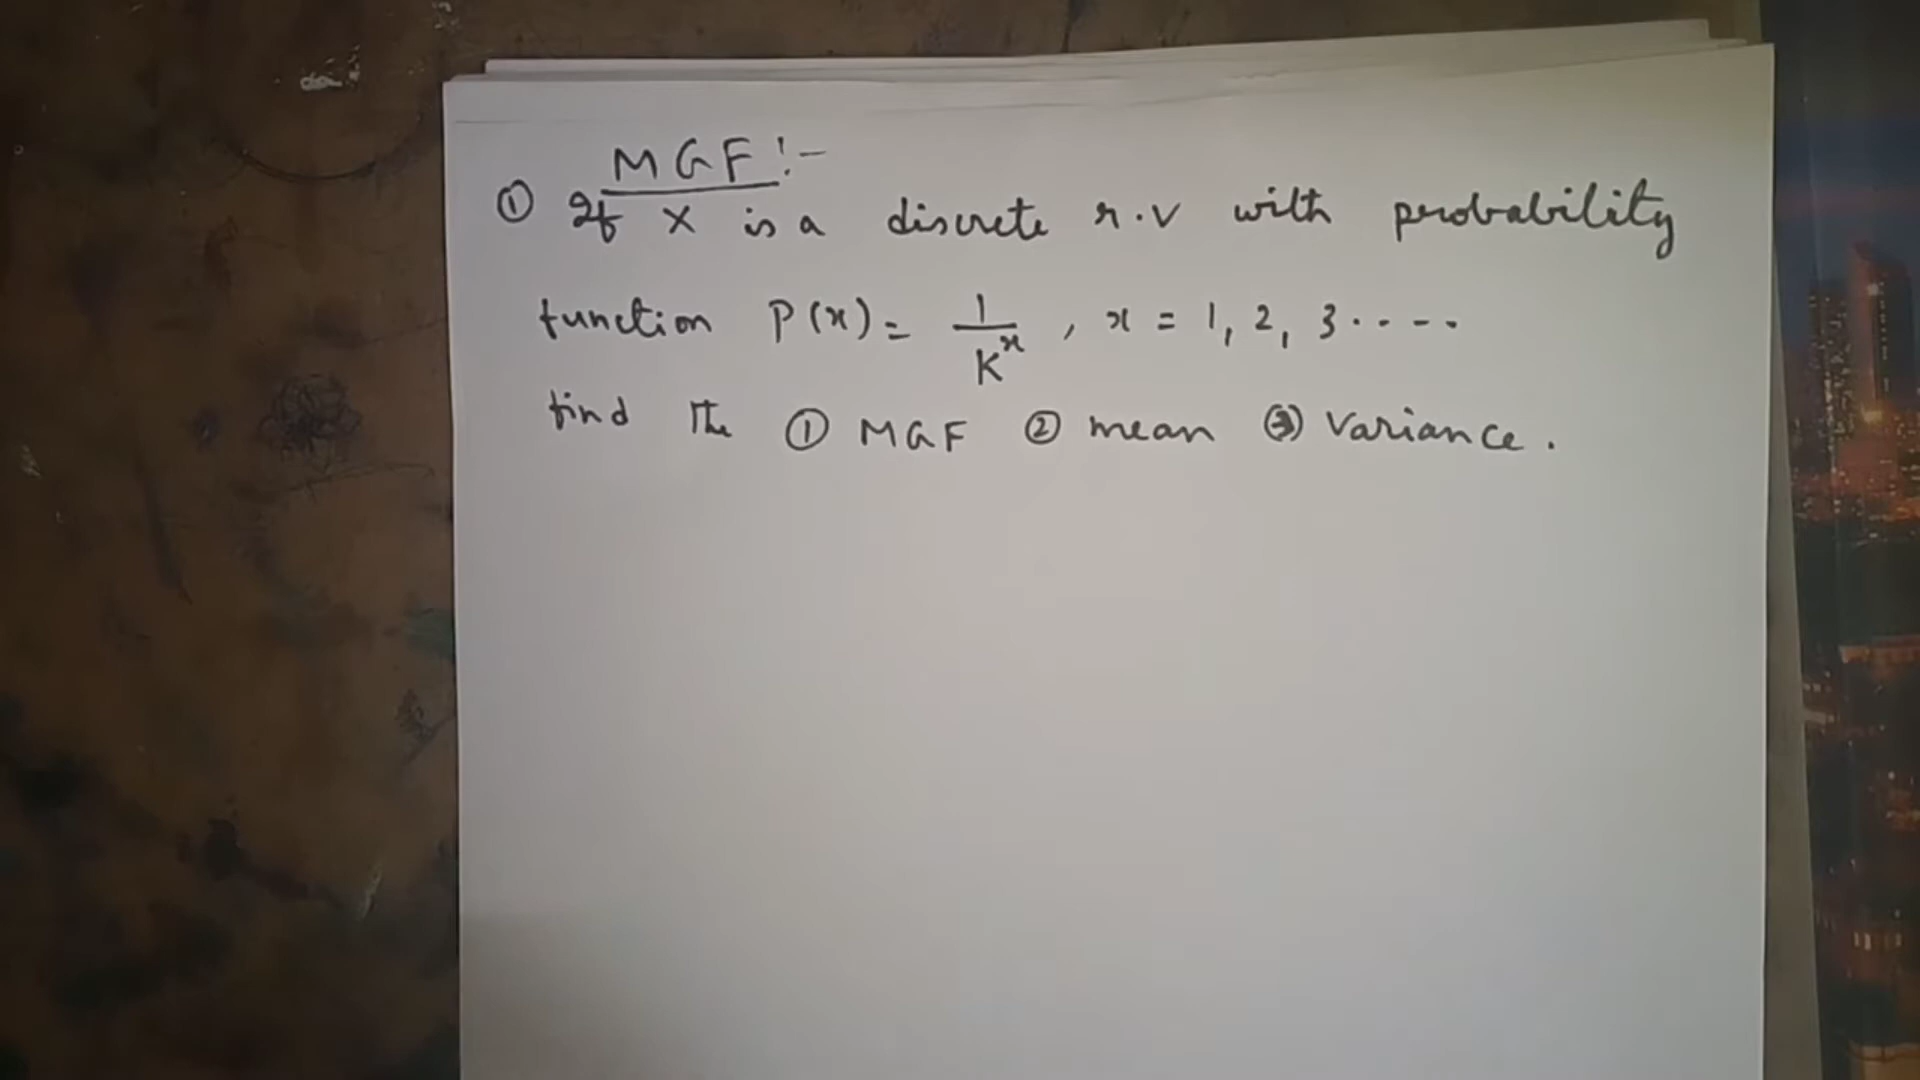 MGF:-
① If X is a discrete r.v with probability
function P(x) = 1/K^x , x = 1, 2, 3 ....
find the ① MGF ② mean ③ variance.